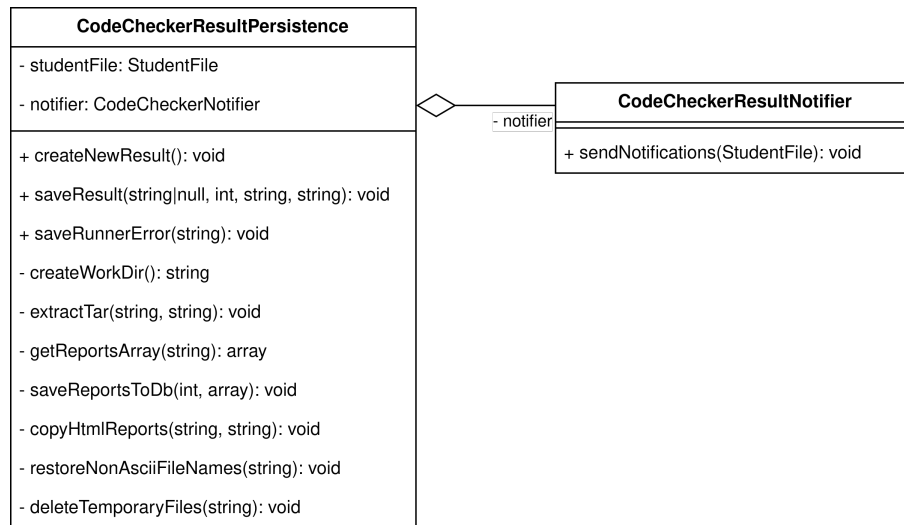 CodeCheckerResultPersistence
- studentFile: StudentFile
- notifier: CodeCheckerNotifier
+ createNewResult(): void
+ saveResult(string|null, int, string, string): void
+ saveRunnerError(string): void
- createWorkDir(): string
- extractTar(string, string): void
- getReportsArray(string): array
- saveReportsToDb(int, array): void
- copyHtmlReports(string, string): void
- restoreNonAsciiFileNames(string): void
- deleteTemporaryFiles(string): void
- notifier
CodeCheckerResultNotifier
+ sendNotifications(StudentFile): void